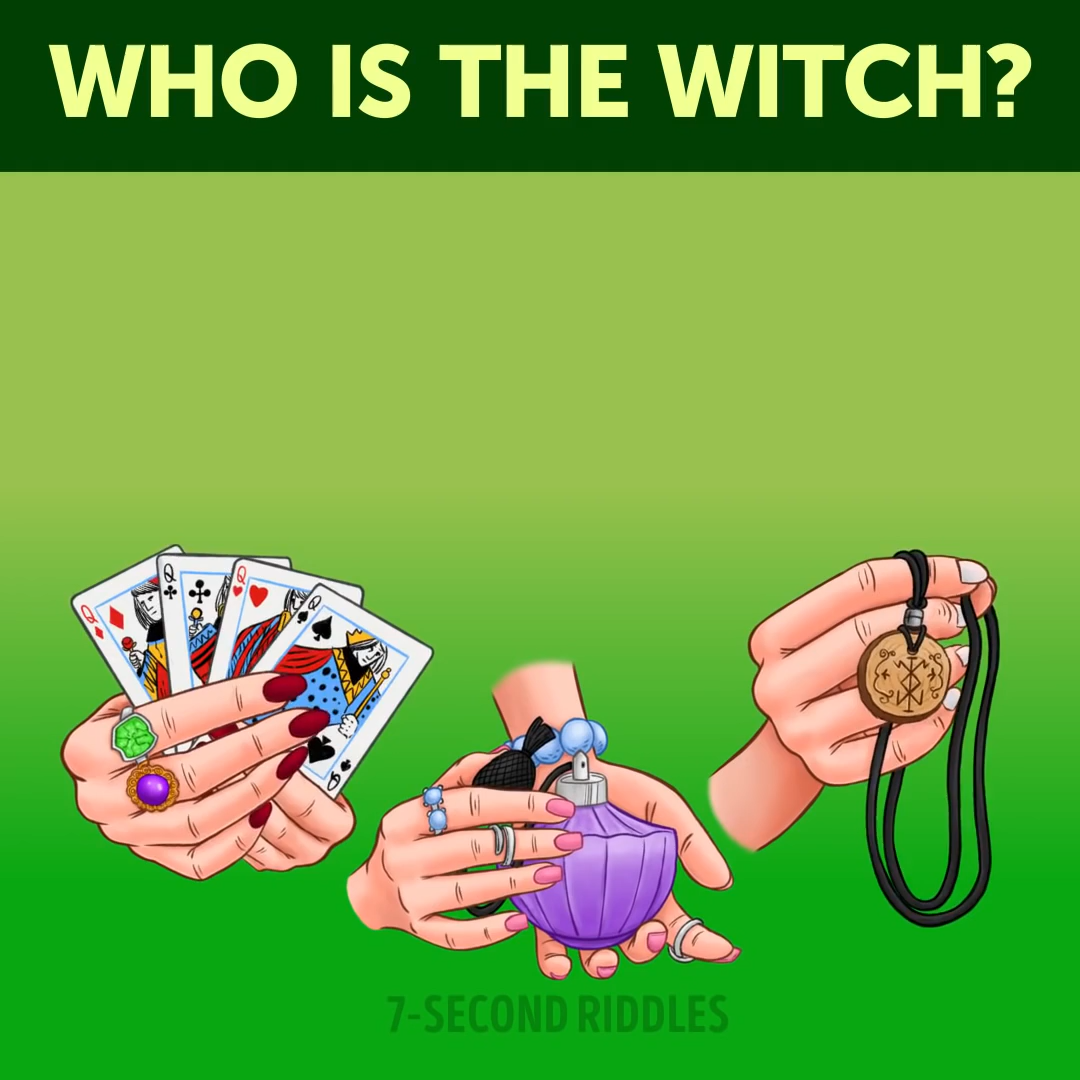 WHO IS THE WITCH?
Q
Q
Q
Q
Q
7-SECOND RIDDLES